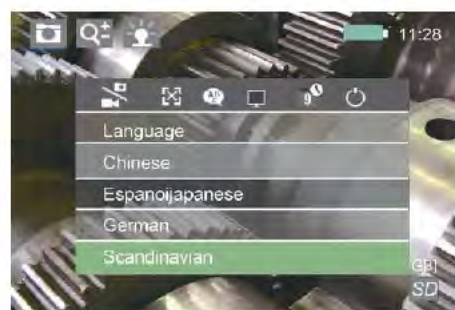 11:28
Language
Chinese
Espanoijapanese
German
Scandinavian
SD